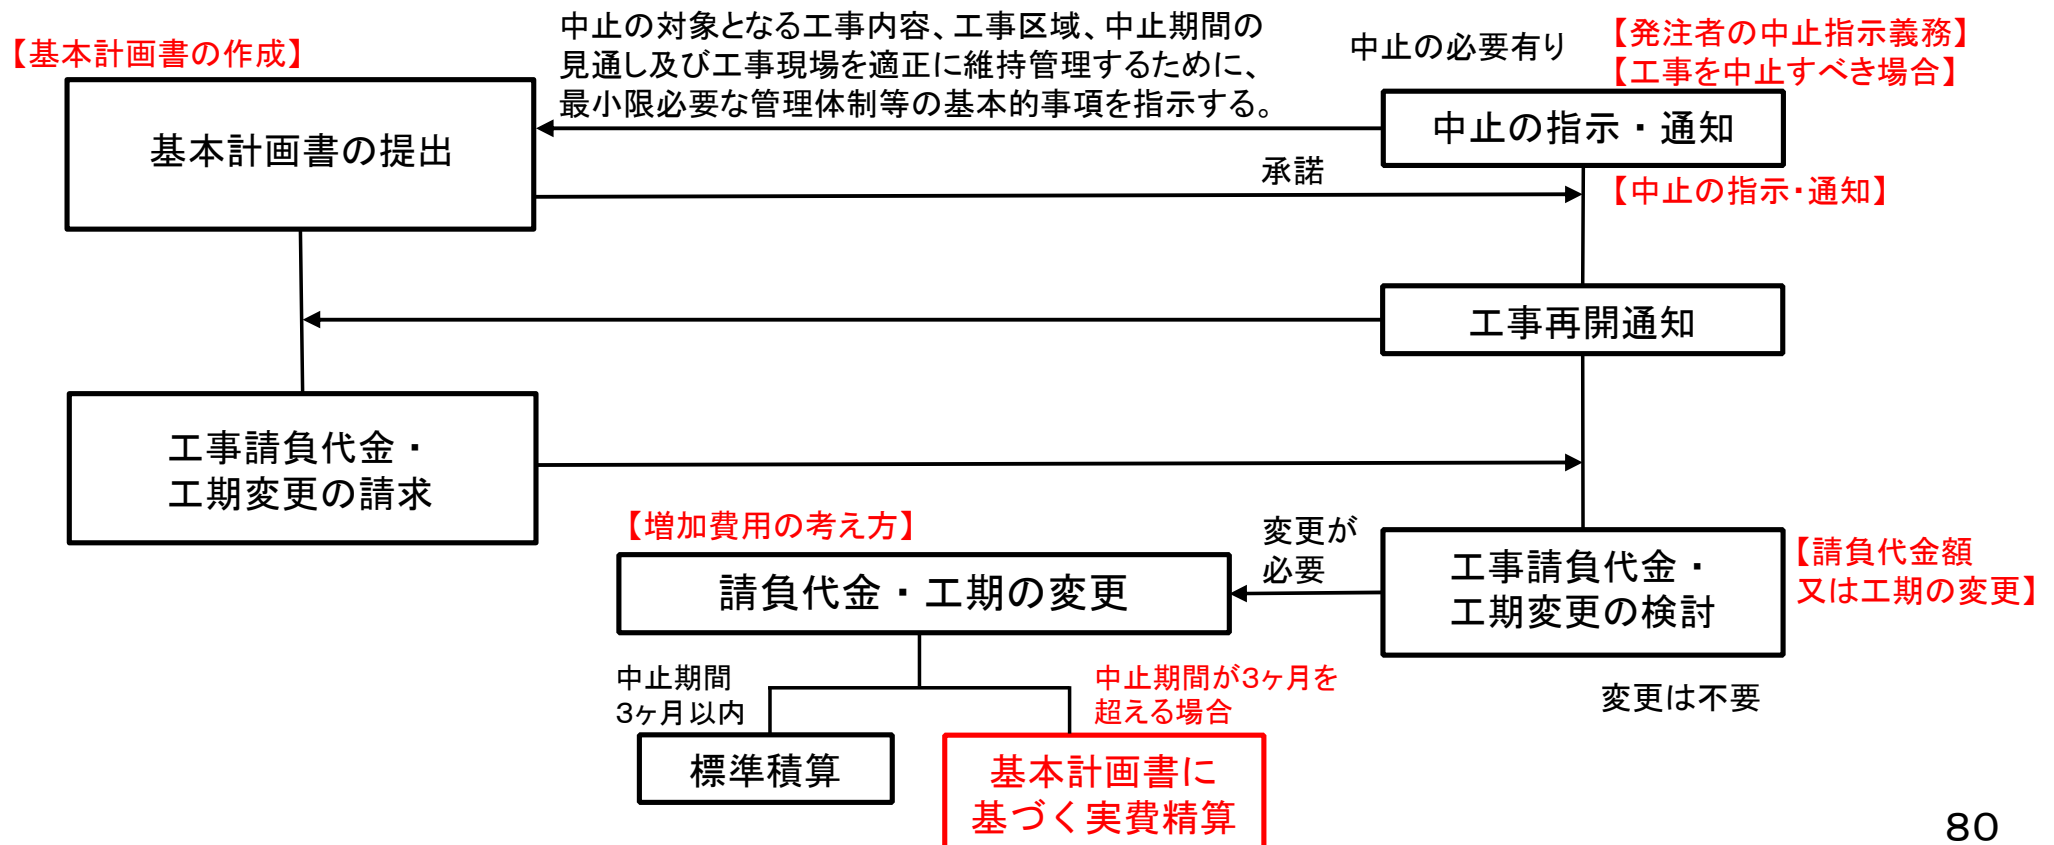 【基本計画書の作成】
中止の対象となる工事内容、工事区域、中止期間の
見通し及び工事現場を適正に維持管理するために、
最小限必要な管理体制等の基本的事項を指示する。
中止の必要有り
【発注者の中止指示義務】
【工事を中止すべき場合】
基本計画書の提出
中止の指示・通知
承諾
【中止の指示・通知】
工事再開通知
工事請負代金・
工期変更の請求
【増加費用の考え方】
変更が
必要
請負代金・工期の変更
工事請負代金・
工期変更の検討
【請負代金額
又は工期の変更】
中止期間
3ヶ月以内
中止期間が3ヶ月を
超える場合
変更は不要
標準積算
基本計画書に
基づく実費精算
80